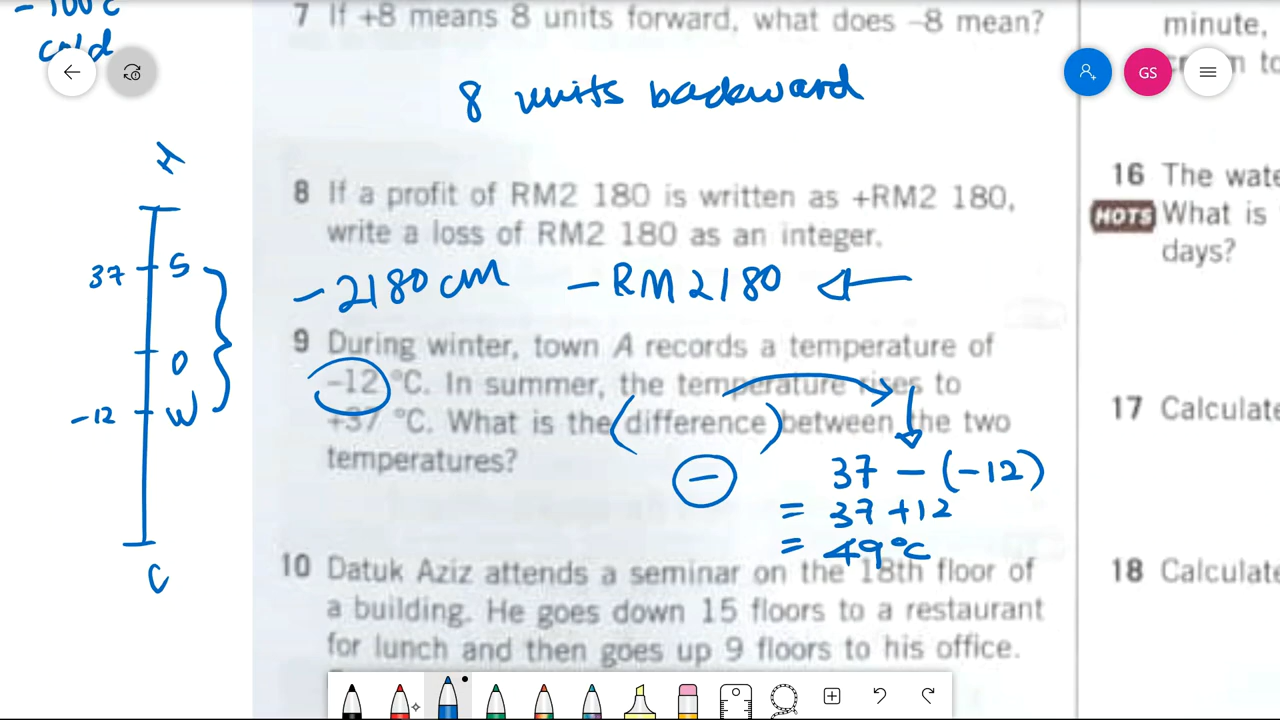 - 100°c
cold
7 If +8 means 8 units forward, what does -8 mean?
8 units backward
8 If a profit of RM2 180 is written as +RM2 180,
write a loss of RM2 180 as an integer.
-2180 cm - RM 2180
9 During winter, town A records a temperature of
-12 °C. In summer, the temperature rises to
+37 °C. What is the (difference) between the two
temperatures?
-
37 - (-12)
= 37 + 12
= 49°C
10 Datuk Aziz attends a seminar on the 18th floor of
a building. He goes down 15 floors to a restaurant
for lunch and then goes up 9 floors to his office.
H
37 S
0
-12 W
C
GS
minute,
to
16 The wate
HOTS What is
days?
17 Calculate
18 Calculate